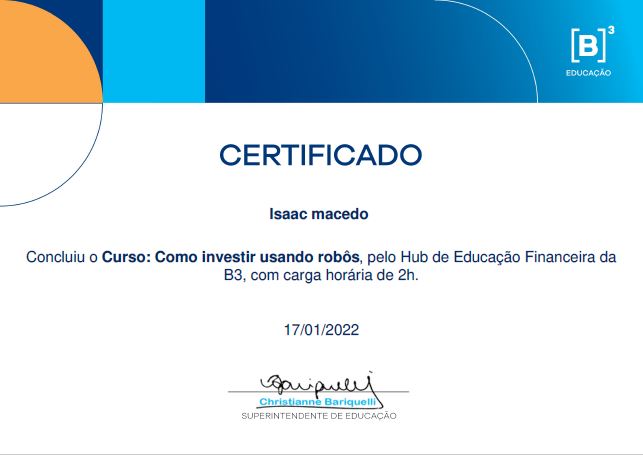 [B]³
EDUCAÇÃO
CERTIFICADO
Isaac macedo
Concluiu o Curso: Como investir usando robôs, pelo Hub de Educação Financeira da
B3, com carga horária de 2h.
17/01/2022
Bariquelli
Christianne Bariquelli
SUPERINTENDENTE DE EDUCAÇÃO